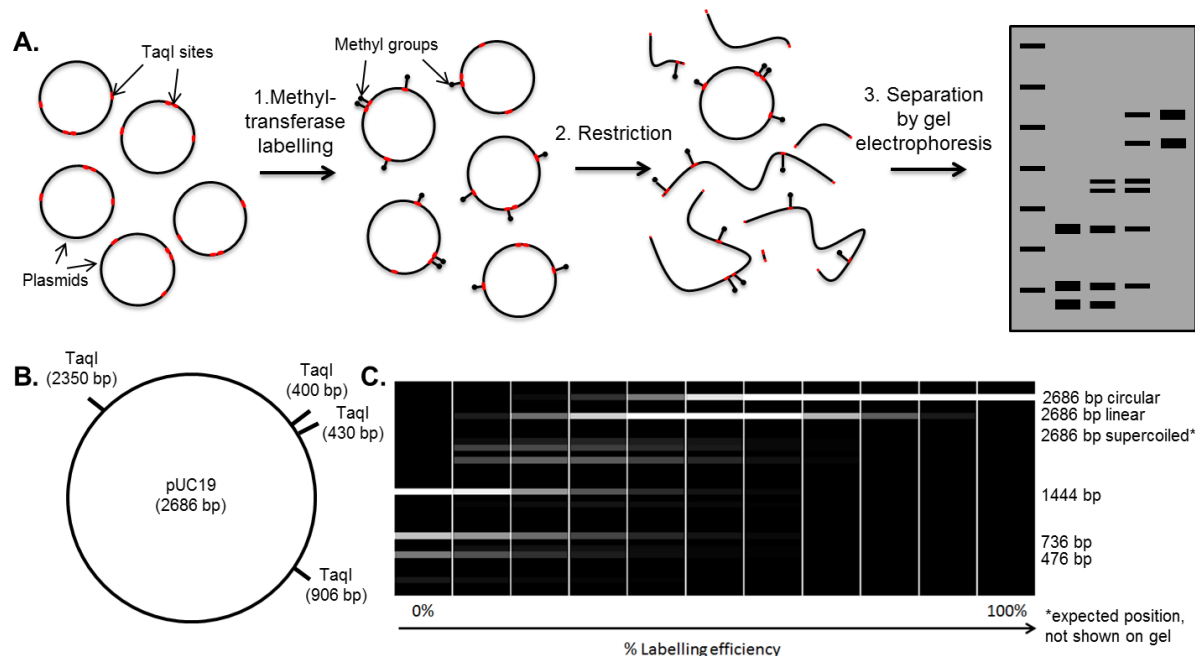 A.
TaqI sites
Plasmids
1.Methyl-
transferase
labelling
Methyl groups
2. Restriction
3. Separation
by gel
electrophoresis
B.
TaqI
(2350 bp)
TaqI
(400 bp)
TaqI
(430 bp)
pUC19
(2686 bp)
TaqI
(906 bp)
C.
2686 bp circular
2686 bp linear
2686 bp supercoiled*
1444 bp
736 bp
476 bp
0%
100%
% Labelling efficiency
*expected position,
not shown on gel